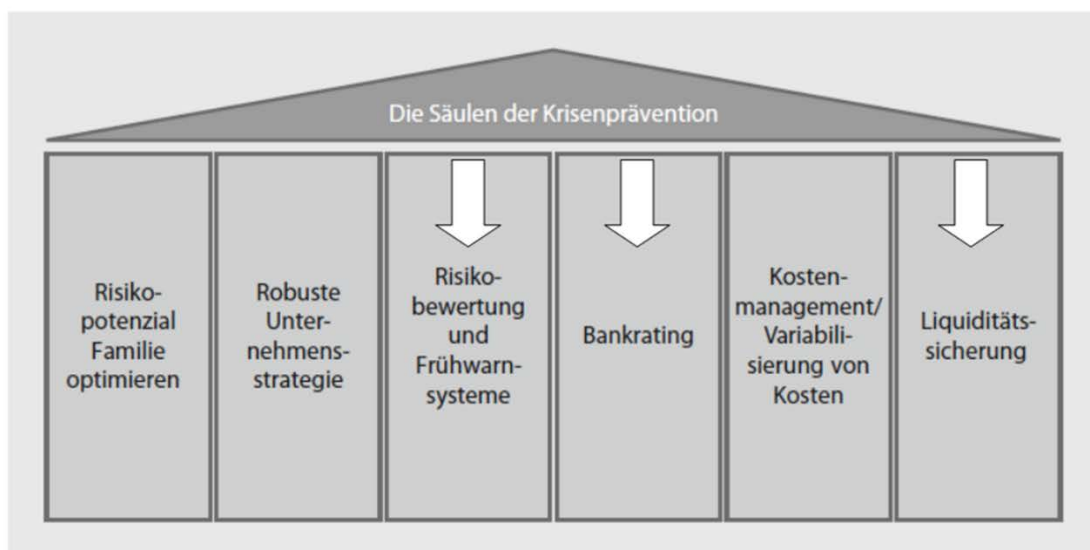 Die Säulen der Krisenprävention
Risiko-
potenzial
Familie
optimieren
Robuste
Unter-
nehmens-
strategie
Risiko-
bewertung
und
Frühwarn-
systeme
Bankrating
Kosten-
management/
Variabili-
sierung von
Kosten
Liquiditäts-
sicherung